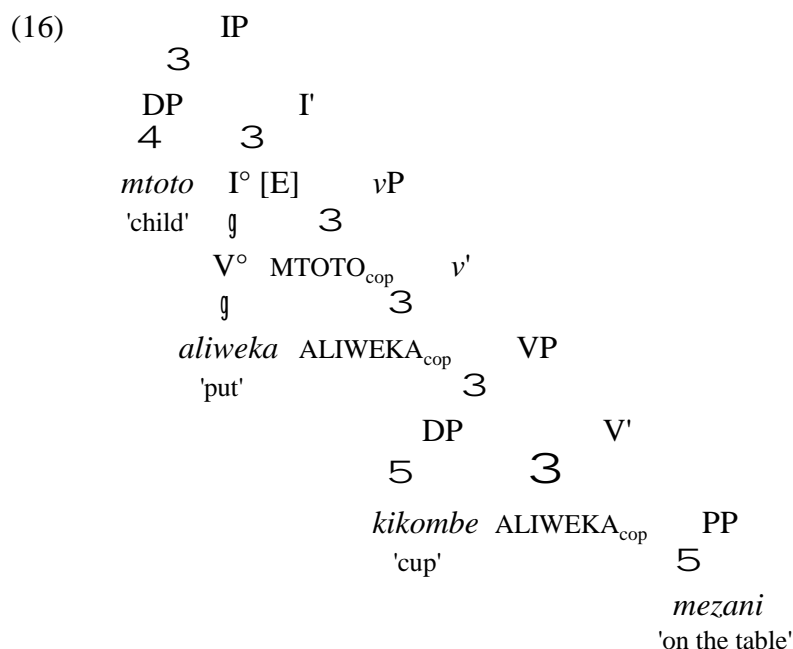 (16) IP
3
DP I'
4 3
mtoto I° [E] vP
'child' g 3
V° MTOTOcop v'
g 3
aliweka ALIWEKAcop VP
'put' 3
DP V'
5 3
kikombe ALIWEKAcop PP
'cup' 5
mezani
'on the table'